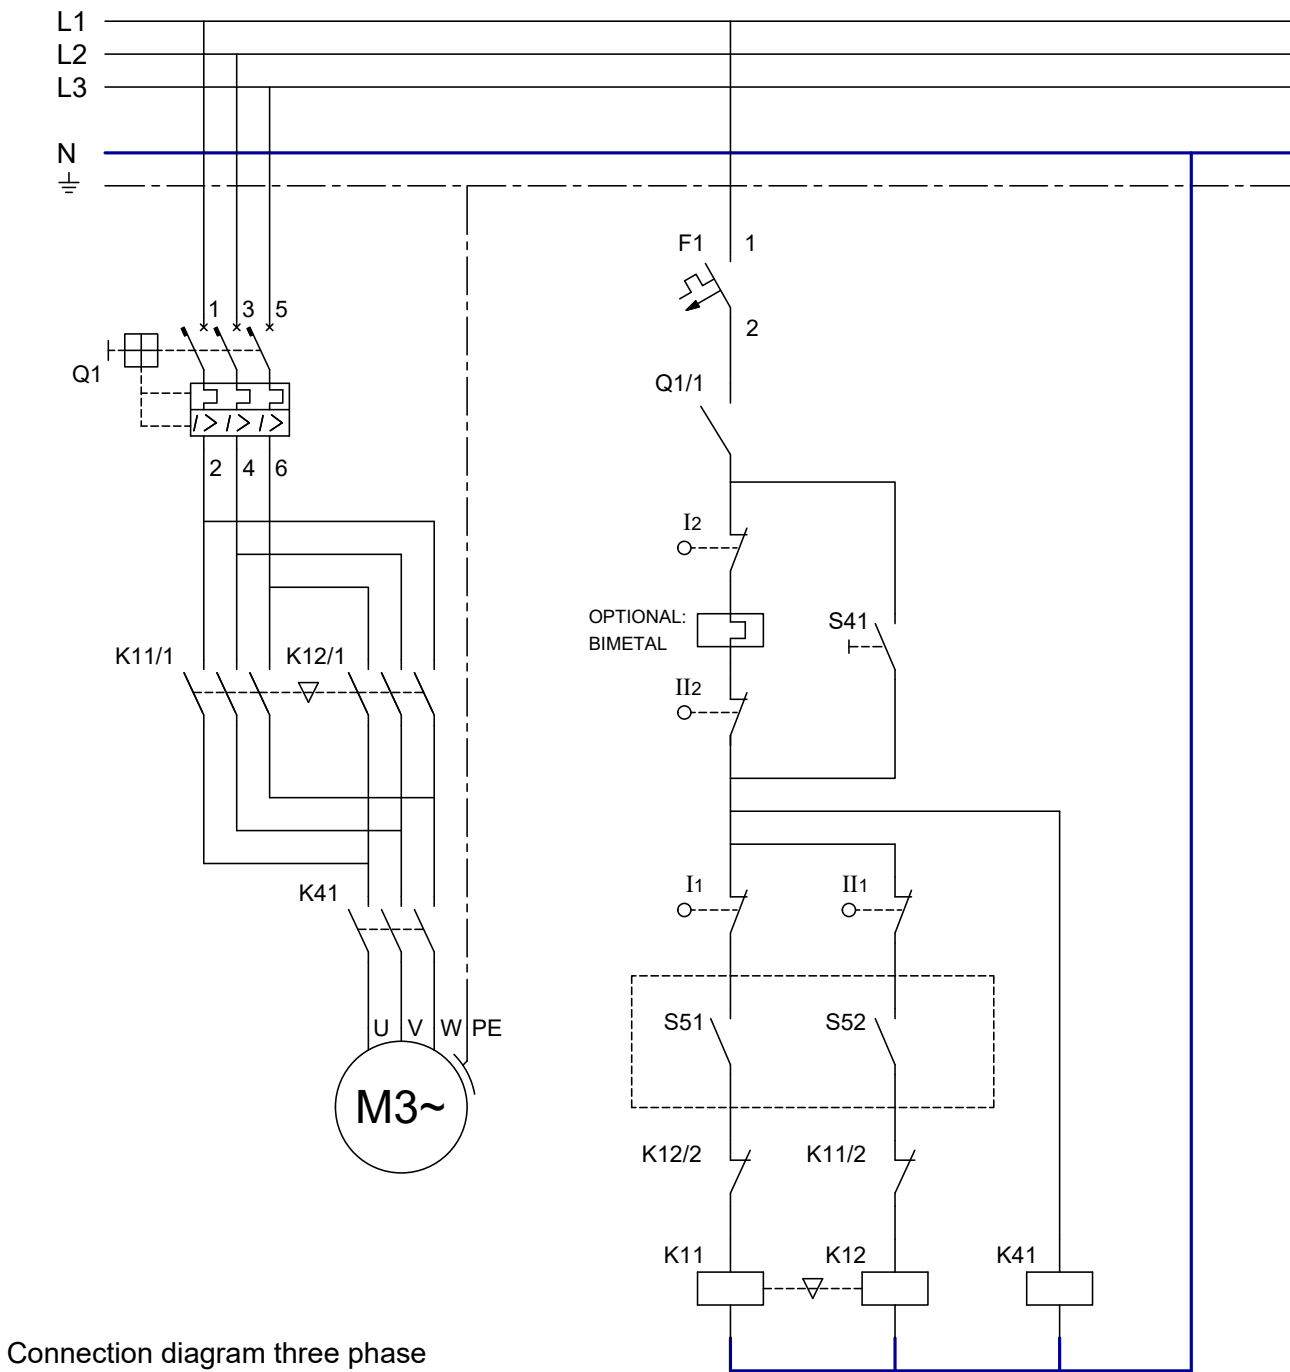 L1
L2
L3
N
F1 1
1 3 5
2
Q1
Q1/1
2 4 6
I2
OPTIONAL:
BIMETAL
S41
K11/1 K12/1
II2
K41
I1 II1
U V W PE
S51 S52
M3~
K12/2 K11/2
K11 K12 K41
Connection diagram three phase